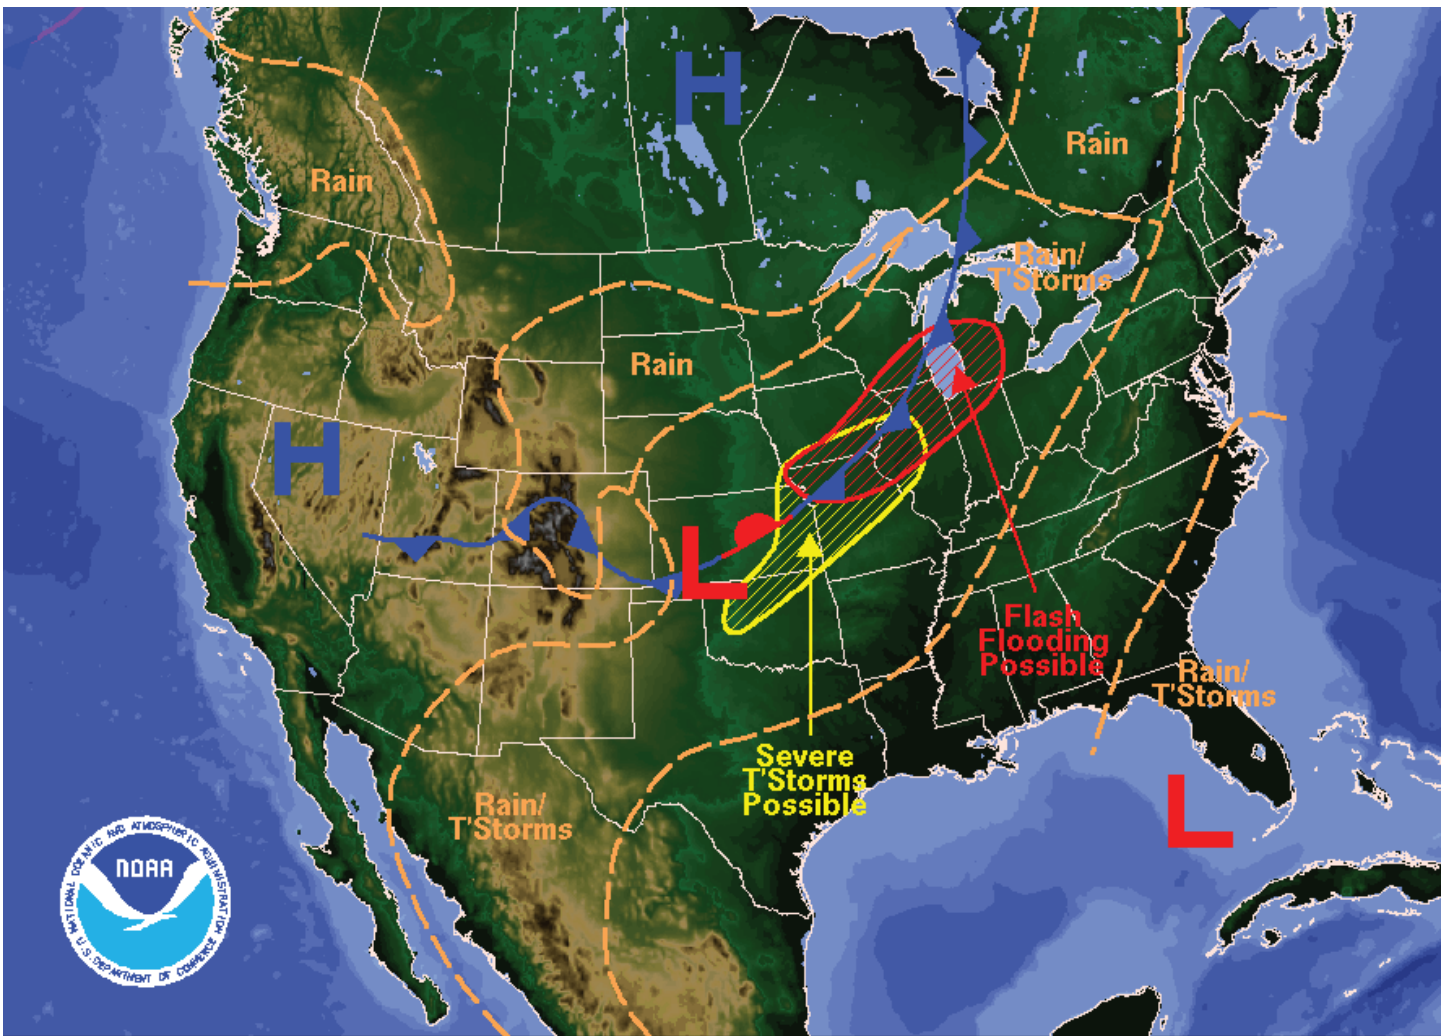 H
Rain
Rain
Rain/
T'Storms
Rain
H
L
Flash
Flooding
Possible
Rain/
T'Storms
Severe
T'Storms
Possible
Rain/
T'Storms
L
NATIONAL OCEANIC AND ATMOSPHERIC ADMINISTRATION
NOAA
U.S. DEPARTMENT OF COMMERCE